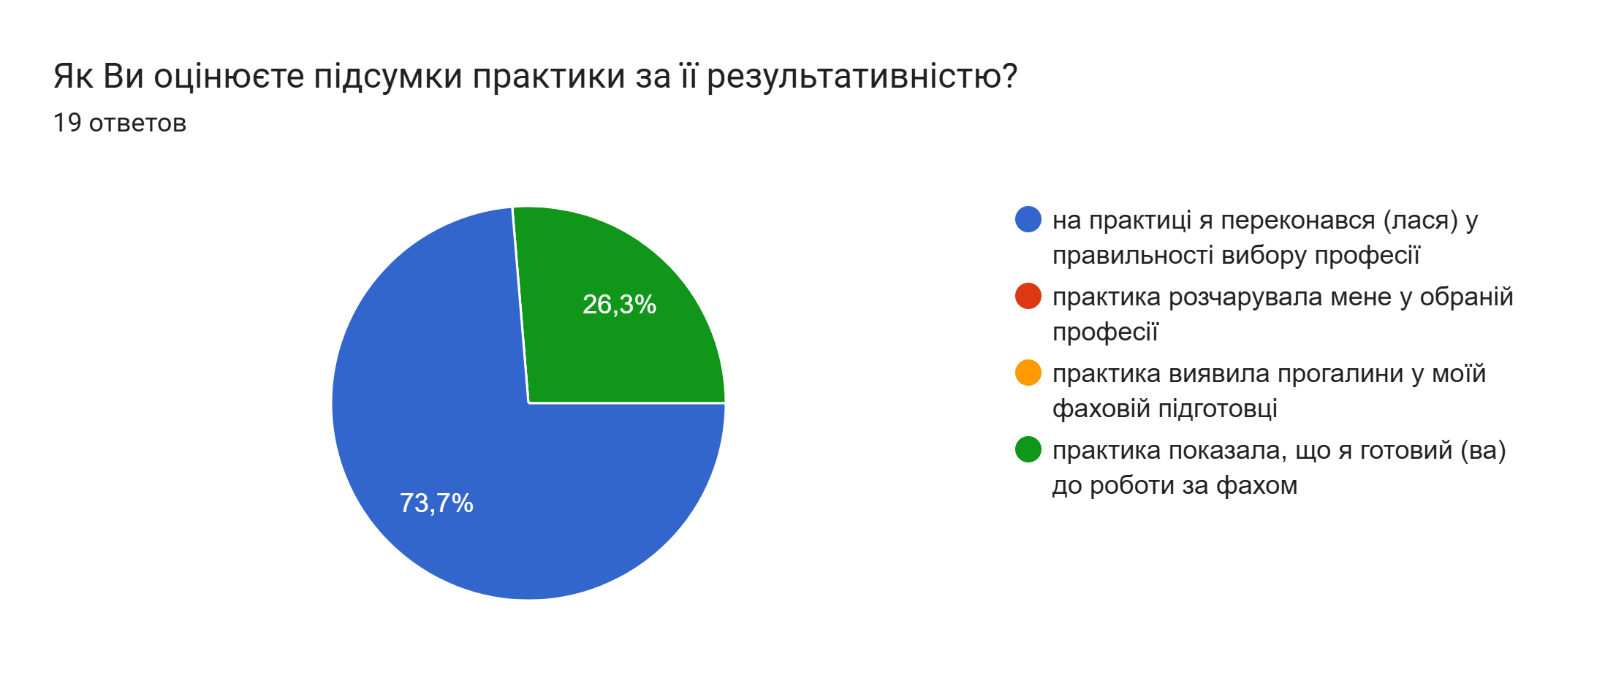 Як Ви оцінюєте підсумки практики за її результативністю?
19 ответов
26,3%
73,7%
на практиці я переконався (лася) у
правильності вибору професії
практика розчарувала мене у обраній
професії
практика виявила прогалини у моїй
фаховій підготовці
практика показала, що я готовий (ва)
до роботи за фахом